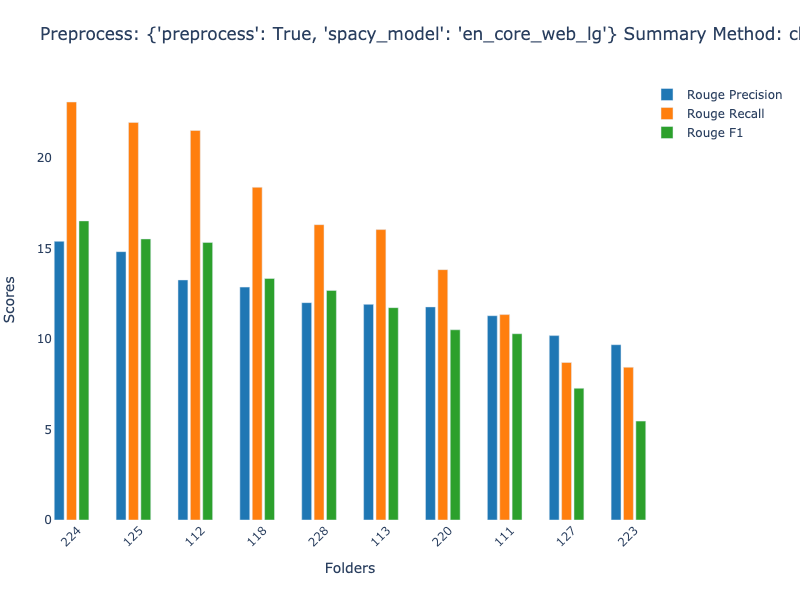 Preprocess: {'preprocess': True, 'spacy_model': 'en_core_web_lg'} Summary Method:
Rouge Precision
Rouge Recall
Rouge F1
20
15
10
5
0
Scores
224 125 112 118 228 113 220 111 127 223
Folders